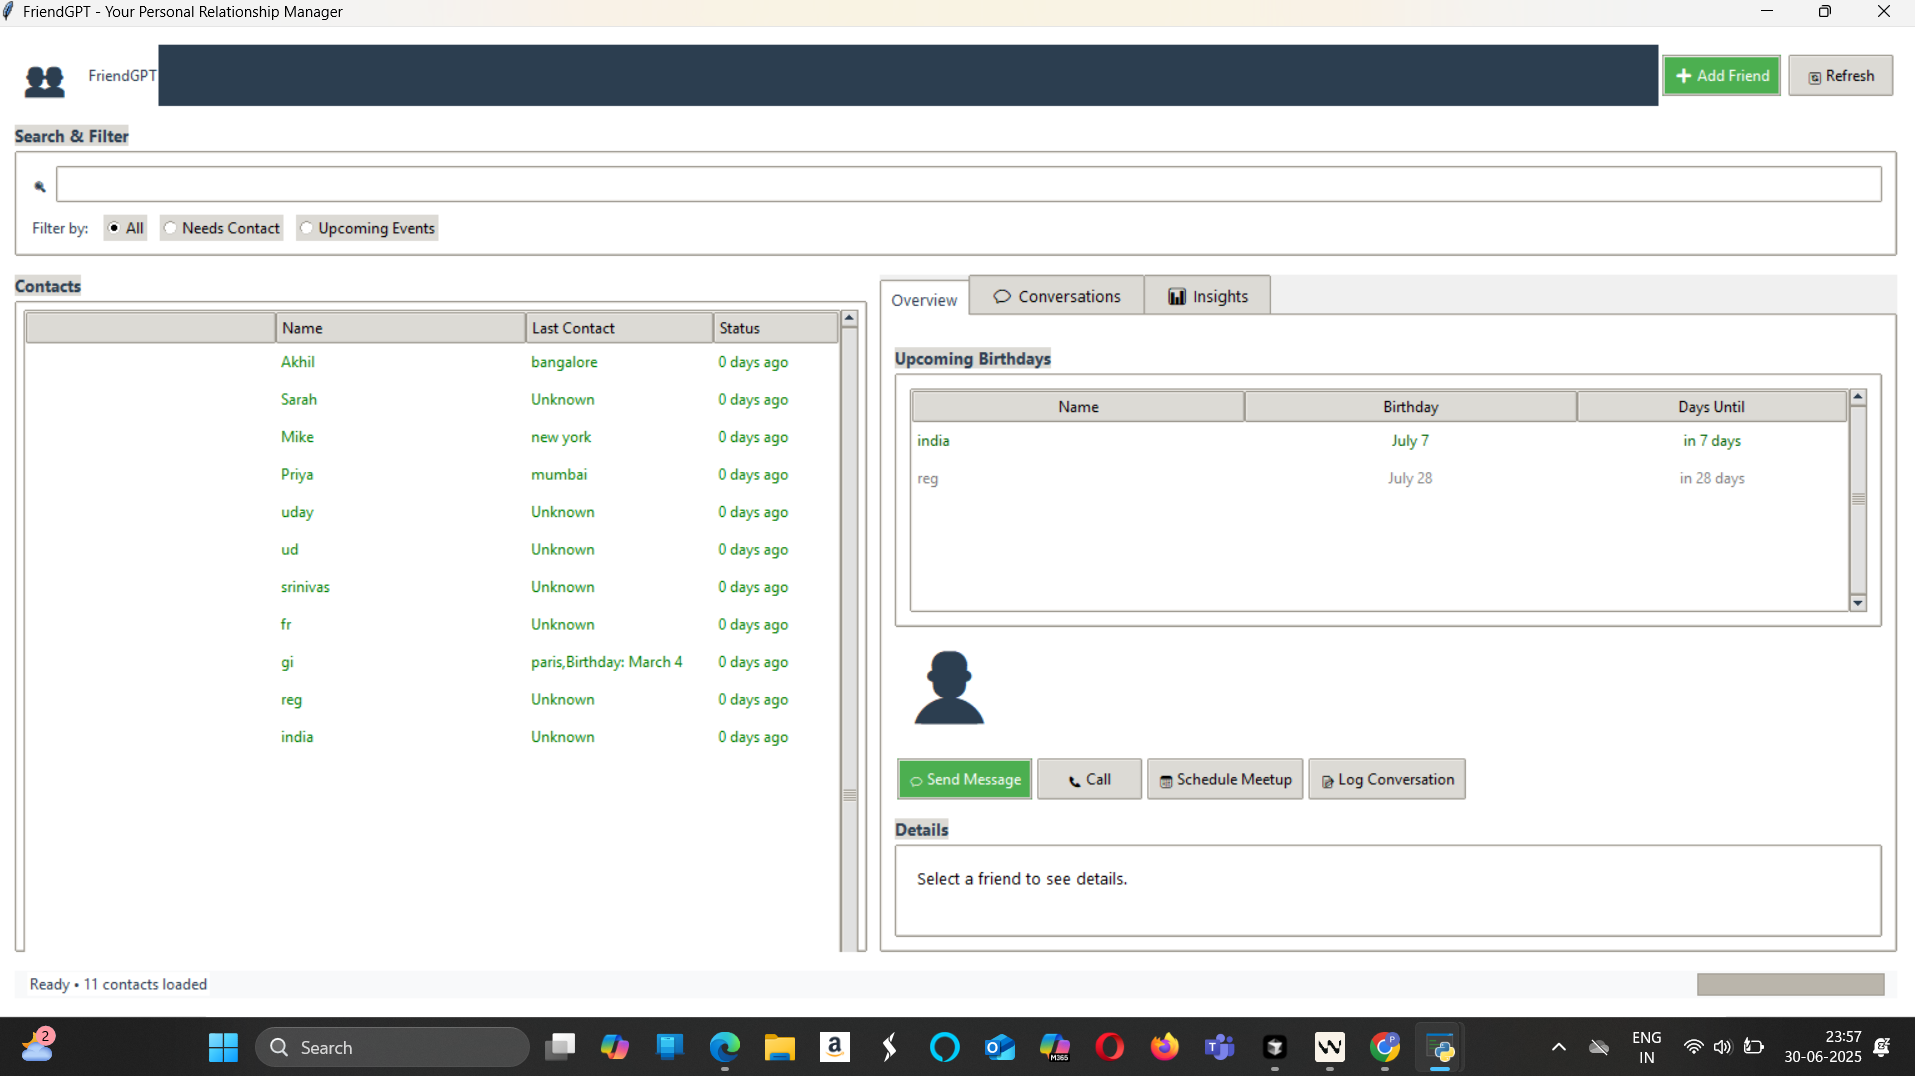 FriendGPT - Your Personal Relationship Manager
FriendGPT
Add Friend
Refresh
Search & Filter
Filter by: All Needs Contact Upcoming Events
Contacts
Name Last Contact Status
Akhil bangalore 0 days ago
Sarah Unknown 0 days ago
Mike new york 0 days ago
Priya mumbai 0 days ago
uday Unknown 0 days ago
ud Unknown 0 days ago
srinivas Unknown 0 days ago
fr Unknown 0 days ago
gi paris,Birthday: March 4 0 days ago
reg Unknown 0 days ago
india Unknown 0 days ago
Overview Conversations Insights
Upcoming Birthdays
Name Birthday Days Until
india July 7 in 7 days
reg July 28 in 28 days
Send Message Call Schedule Meetup Log Conversation
Details
Select a friend to see details.
Ready • 11 contacts loaded
2
Search
a
M365
P
ENG
IN
23:57
30-06-2025